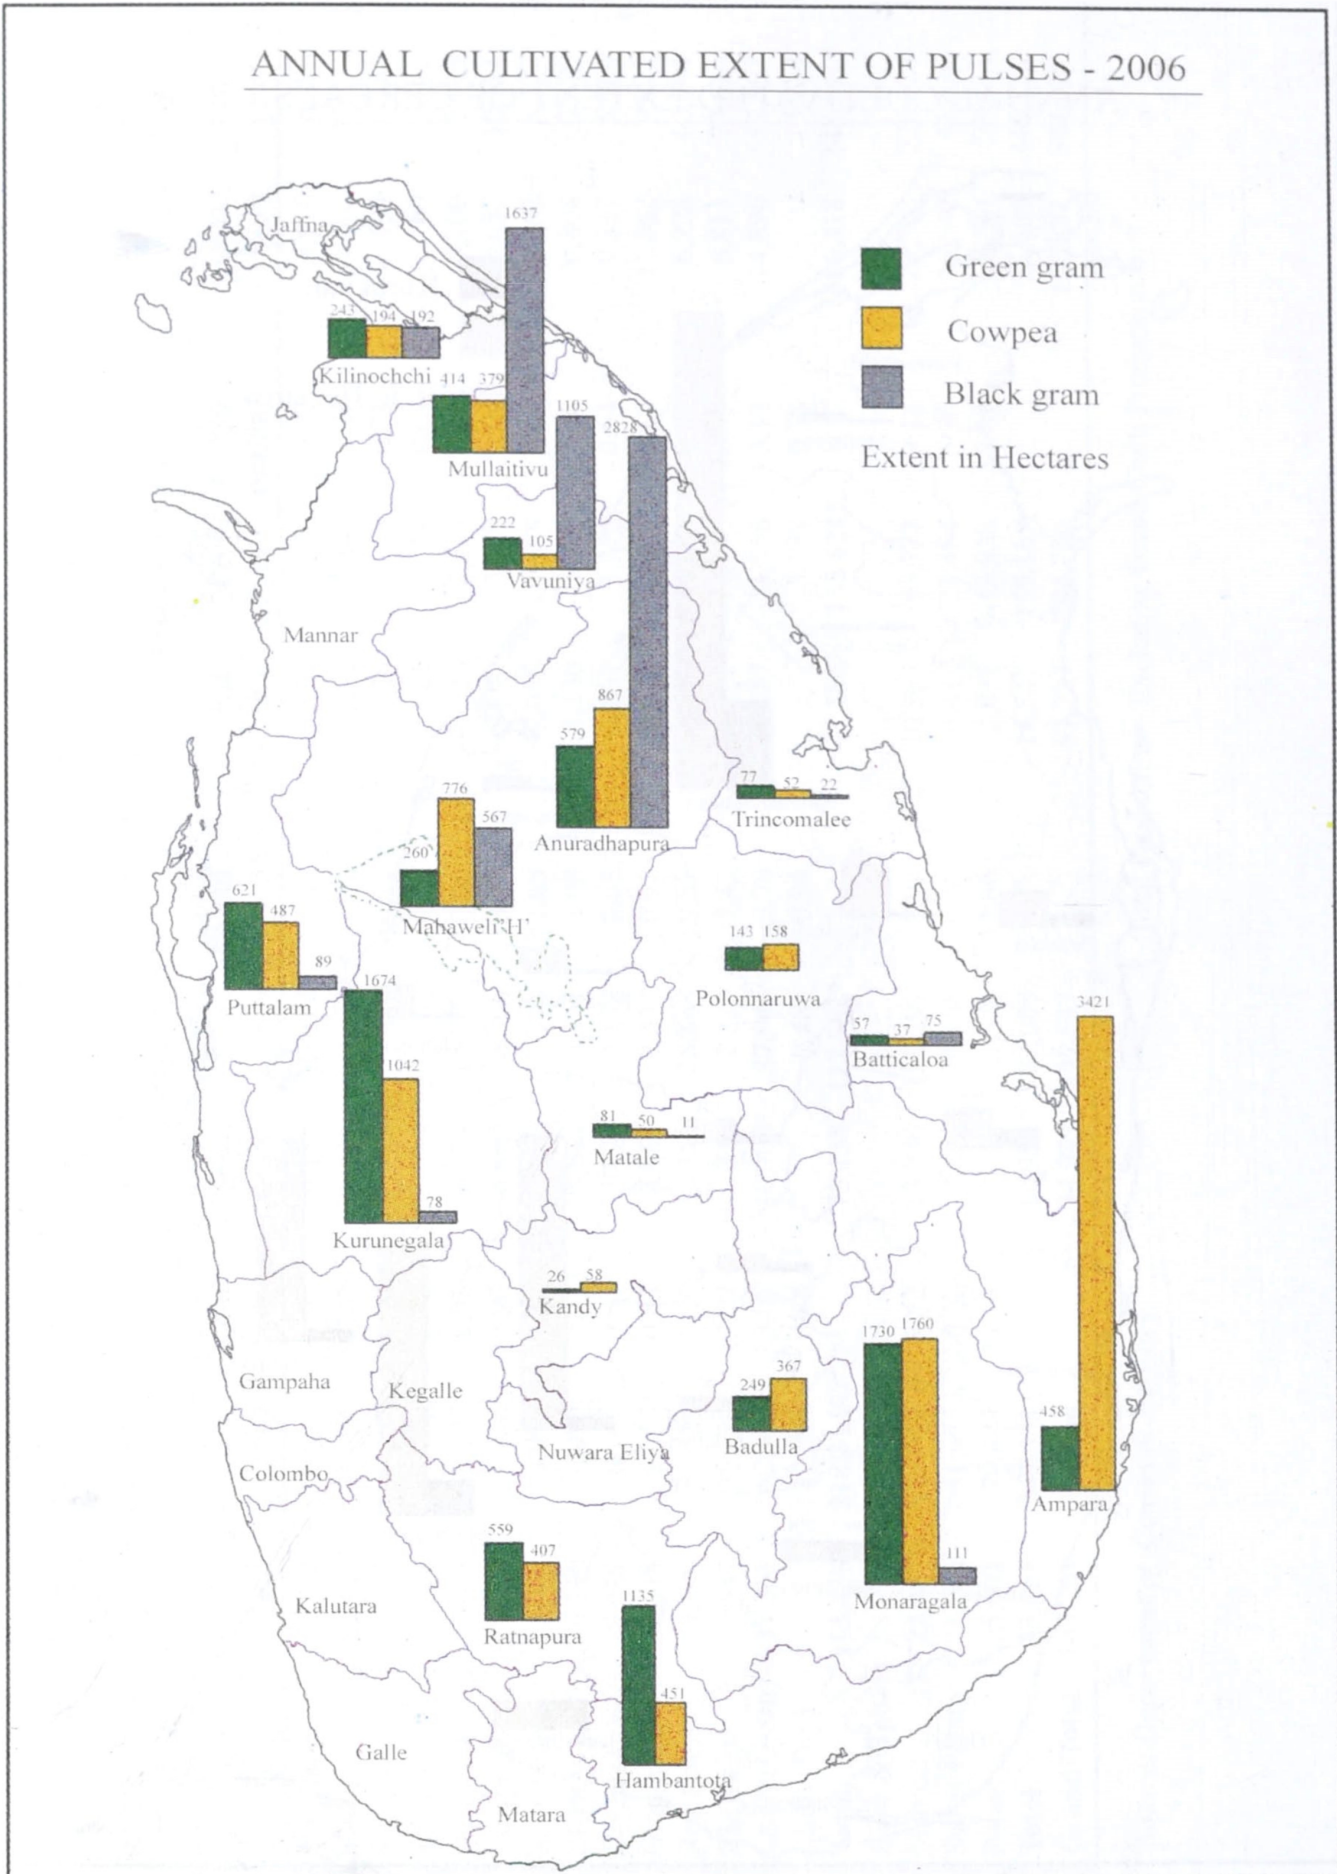 ANNUAL CULTIVATED EXTENT OF PULSES - 2006
Jaffna
1637
Green gram
Cowpea
Black gram
Extent in Hectares
243 194 192
Kilinochchi
414 379
Mullaitivu
1105
2828
222
105
Vavuniya
Mannar
867
579
Anuradhapura
77 52 22
Trincomalee
776
567
260
Mahaweli'H'
621
487
89
Puttalam
143 158
Polonnaruwa
1674
1042
78
Kurunegala
57 37 75
Batticaloa
3421
458
Ampara
81 50 11
Matale
26 58
Kandy
1730 1760
111
Monaragala
367
249
Badulla
Gampaha
Kegalle
Nuwara Eliya
Colombo
559
407
Ratnapura
Kalutara
1135
451
Hambantota
Galle
Matara